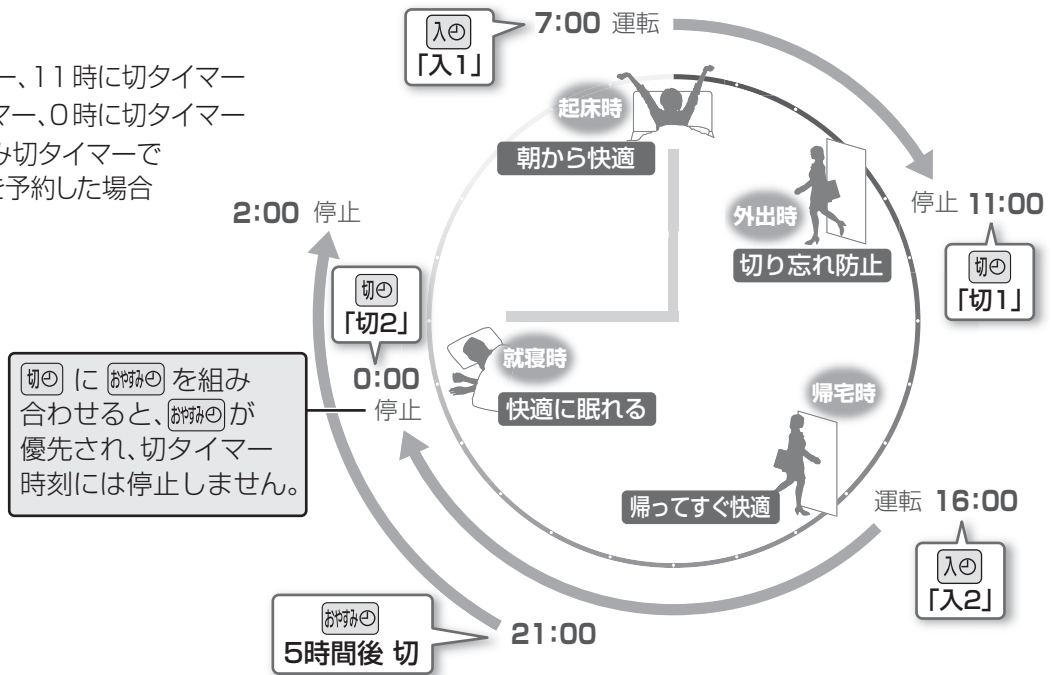 ー、11時に切タイマー
マー、0時に切タイマー
み切タイマーで
を予約した場合
入
「入1」
7:00 運転
起床時
朝から快適
外出時
切り忘れ防止
停止 11:00
切
「切1」
2:00 停止
切
「切2」
0:00
停止
就寝時
快適に眠れる
切 に おやすみ を組み
合わせると、おやすみ が
優先され、切タイマー
時刻には停止しません。
帰宅時
帰ってすぐ快適
運転 16:00
入
「入2」
おやすみ
5時間後 切
21:00